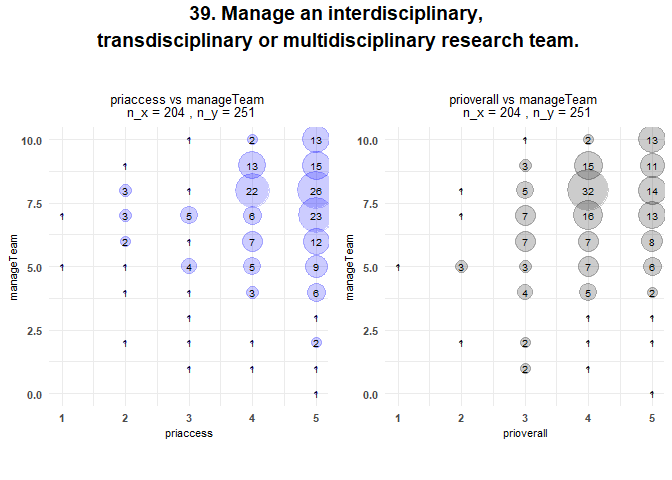 39. Manage an interdisciplinary,
transdisciplinary or multidisciplinary research team.
priaccess vs manageTeam
n_x = 204 , n_y = 251
manageTeam
10.0 1 2 13
1 13 15
3 22 26
7.5
1 3 5 6 23
2 1 7 12
5.0 1 1 4 5 9
1 1 3 6
1 1
2.5
1 1 1 2
1 1 1
0.0 1
1 2 3 4 5
priaccess
prioverall vs manageTeam
n_x = 204 , n_y = 251
manageTeam
10.0 2 13
3 15 11
1 5 32 14
7.5
1 7 16 13
7 7 8
5.0 1 3 3 7 6
4 5 2
1 1
2.5
1 2 1 1
2 1 1
0.0 1
1 2 3 4 5
prioverall